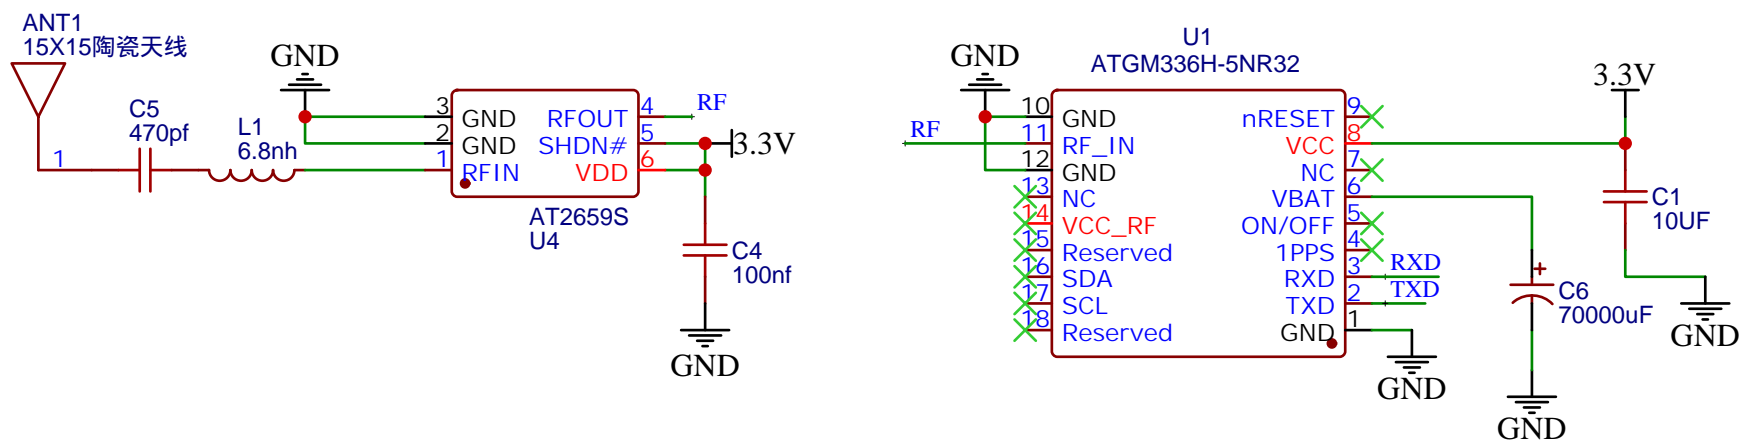 ANT1
15X15陶瓷天线
1
C5
470pf
L1
6.8nh
GND
3 GND
2 GND
1 RFIN
RFOUT 4 RF
SHDN# 5
VDD 6
3.3V
AT2659S
U4
C4
100nf
GND
U1
ATGM336H-5NR32
GND
RF
10 GND
11 RF_IN
12 GND
13 NC
14 VCC_RF
15 Reserved
16 SDA
17 SCL
18 Reserved
nRESET 9
VCC 8
NC 7
VBAT 6
ON/OFF 5
1PPS 4
RXD 3 RXD
TXD 2 TXD
GND 1
GND
3.3V
C1
10UF
GND
+
C6
70000uF
GND